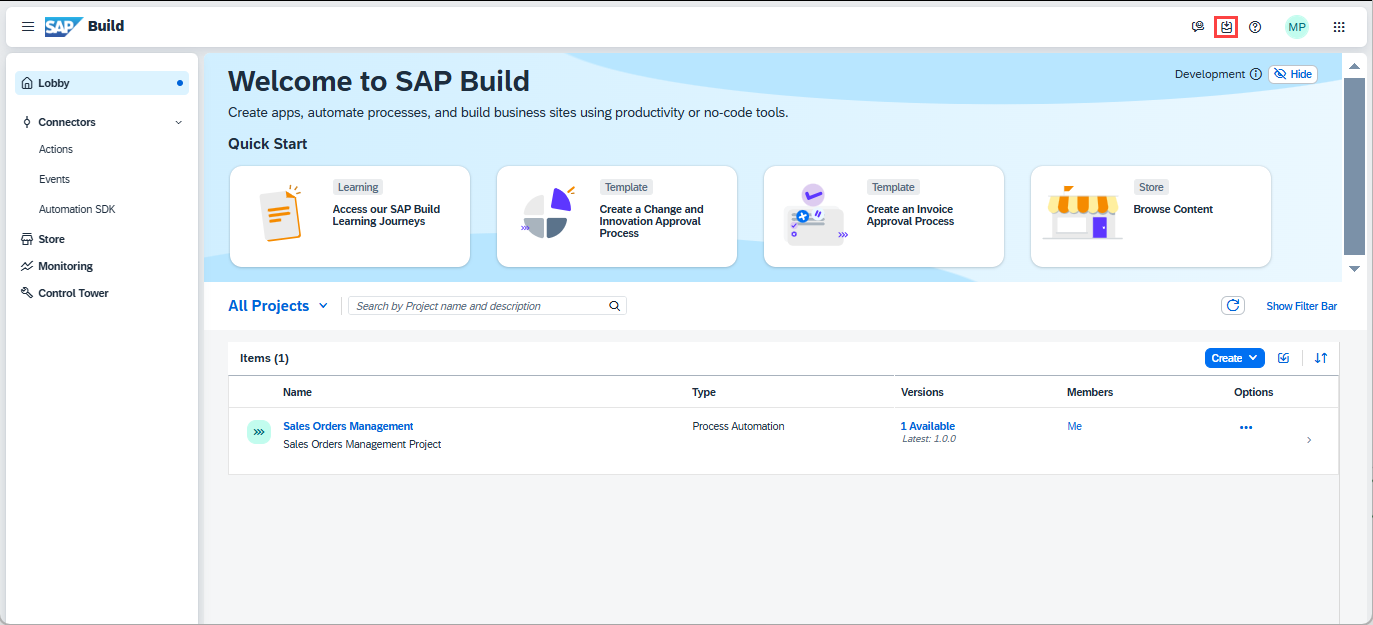 SAP Build
MP
Lobby
Connectors
Actions
Events
Automation SDK
Store
Monitoring
Control Tower
Welcome to SAP Build
Development
Hide
Create apps, automate processes, and build business sites using productivity or no-code tools.
Quick Start
Learning
Access our SAP Build
Learning Journeys
Template
Create a Change and
Innovation Approval
Process
Template
Create an Invoice
Approval Process
Store
Browse Content
All Projects
Search by Project name and description
Show Filter Bar
Items (1)
Create
Name Type Versions Members Options
Sales Orders Management Process Automation 1 Available Me
Sales Orders Management Project Latest: 1.0.0